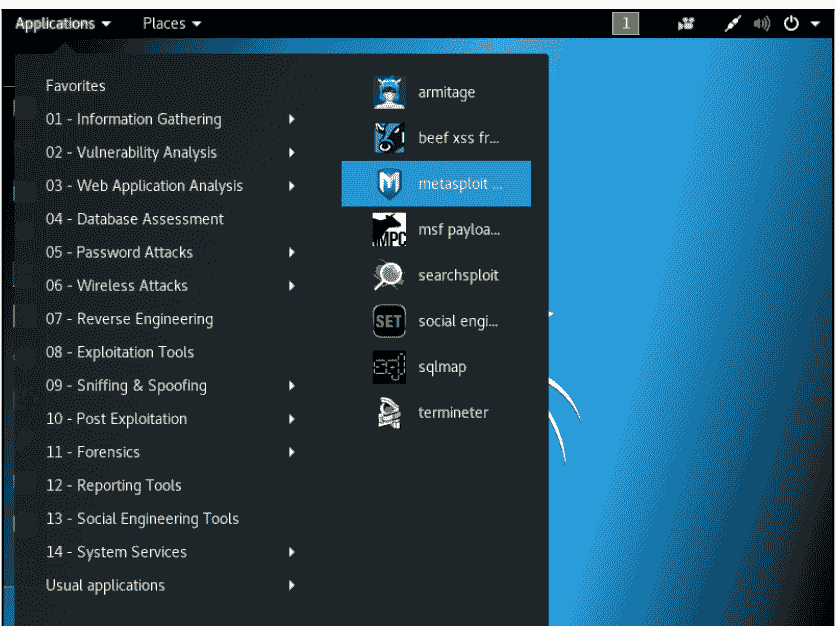 Applications Places 1
Favorites
01 - Information Gathering
02 - Vulnerability Analysis
03 - Web Application Analysis
04 - Database Assessment
05 - Password Attacks
06 - Wireless Attacks
07 - Reverse Engineering
08 - Exploitation Tools
09 - Sniffing & Spoofing
10 - Post Exploitation
11 - Forensics
12 - Reporting Tools
13 - Social Engineering Tools
14 - System Services
Usual applications
armitage
beef xss fr...
M metasploit ...
MPC msf payloa...
searchsploit
SET social engi...
sql sqlmap
termineter